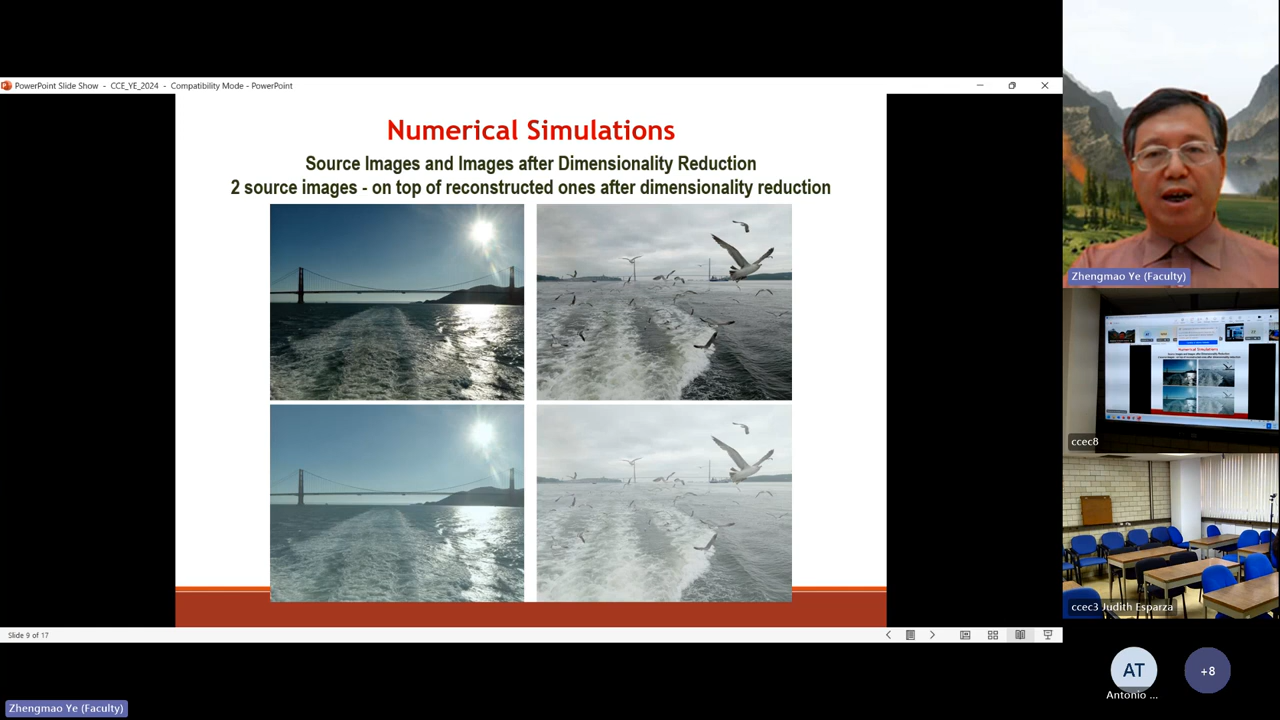 PowerPoint Slide Show - CCE_YE_2024 - Compatibility Mode - PowerPoint
Numerical Simulations
Source Images and Images after Dimensionality Reduction
2 source images - on top of reconstructed ones after dimensionality reduction
Slide 9 of 17
Zhengmao Ye (Faculty)
Zhengmao Ye (Faculty)
Numerical Simulations
ccec8
ccec3 Judith Esparza
AT
Antonio ...
+8